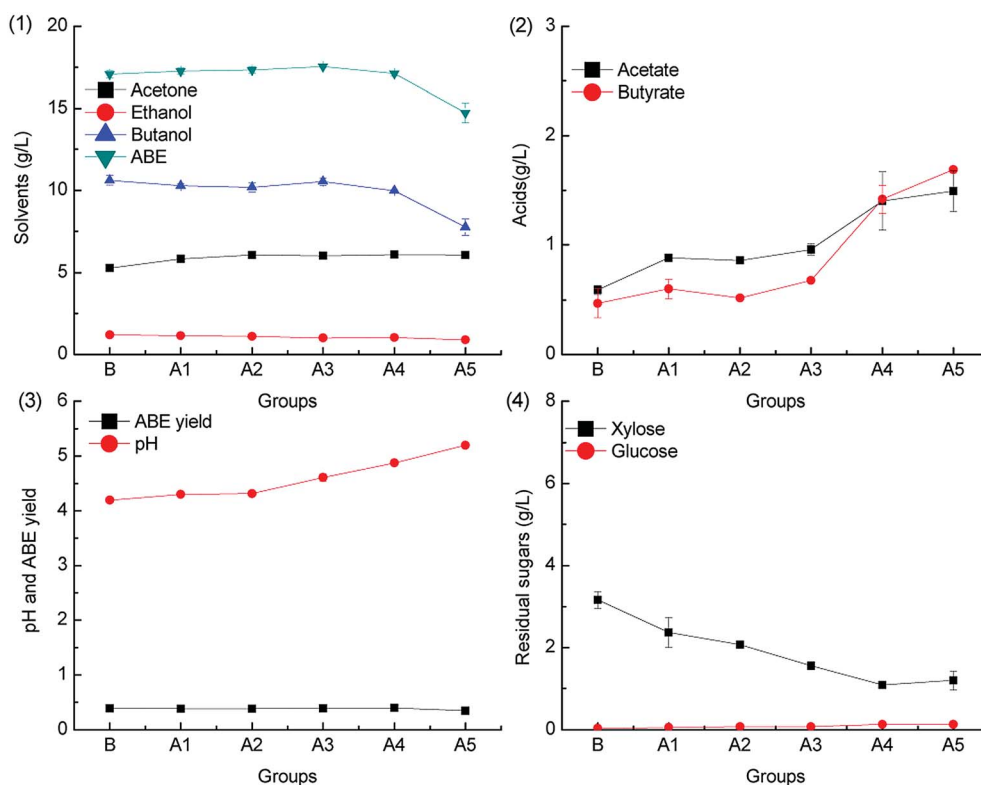 (1)
20
15
10
5
0
Solvents (g/L)
Acetone
Ethanol
Butanol
ABE
B A1 A2 A3 A4 A5
Groups
(2)
3
2
1
0
Acids(g/L)
Acetate
Butyrate
B A1 A2 A3 A4 A5
Groups
(3)
6
5
4
3
2
1
0
pH and ABE yield
ABE yield
pH
B A1 A2 A3 A4 A5
Groups
(4)
8
6
4
2
0
Residual sugars (g/L)
Xylose
Glucose
B A1 A2 A3 A4 A5
Groups